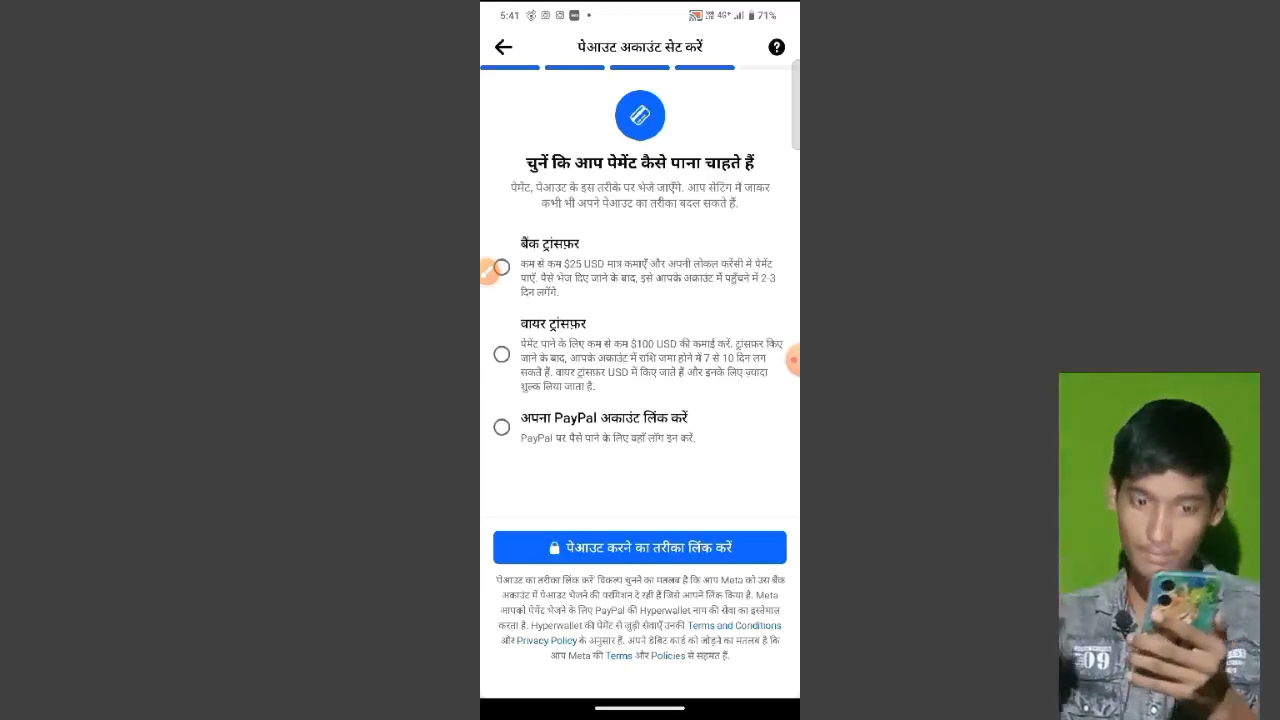 5:41
4G+
71%
पेआउट अकाउंट सेट करें
?
चुनें कि आप पेमेंट कैसे पाना चाहते हैं
पेमेंट, पेआउट के इस तरीके पर भेजे जाएँगे. आप सेटिंग में जाकर
कभी भी अपने पेआउट का तरीका बदल सकते हैं.
बैंक ट्रांसफ़र
कम से कम $25 USD मात्र कमाएँ और अपनी लोकल करेंसी में पेमेंट
पाएँ. पैसे भेज दिए जाने के बाद, इसे आपके अकाउंट में पहुँचने में 2-3
दिन लगेंगे.
वायर ट्रांसफ़र
पेमेंट पाने के लिए कम से कम $100 USD की कमाई करें. ट्रांसफ़र किए
जाने के बाद, आपके अकाउंट में राशि जमा होने में 7 से 10 दिन लग
सकते हैं. वायर ट्रांसफ़र USD में किए जाते हैं और इनके लिए ज़्यादा
शुल्क लिया जाता है.
अपना PayPal अकाउंट लिंक करें
PayPal पर पैसे पाने के लिए वहाँ लॉग इन करें.
पेआउट करने का तरीका लिंक करें
'पेआउट का तरीका लिंक करें' विकल्प चुनने का मतलब है कि आप Meta को उस बैंक
अकाउंट में पेआउट भेजने की परमिशन दे रही हैं जिसे आपने लिंक किया है. Meta
आपको पेमेंट भेजने के लिए PayPal की Hyperwallet नाम की सेवा का इस्तेमाल
करता है. Hyperwallet की पेमेंट से जुड़ी सेवाएँ उनकी Terms and Conditions
और Privacy Policy के अनुसार हैं. अपने डेबिट कार्ड को जोड़ने का मतलब है कि
आप Meta की Terms और Policies से सहमत हैं.
09